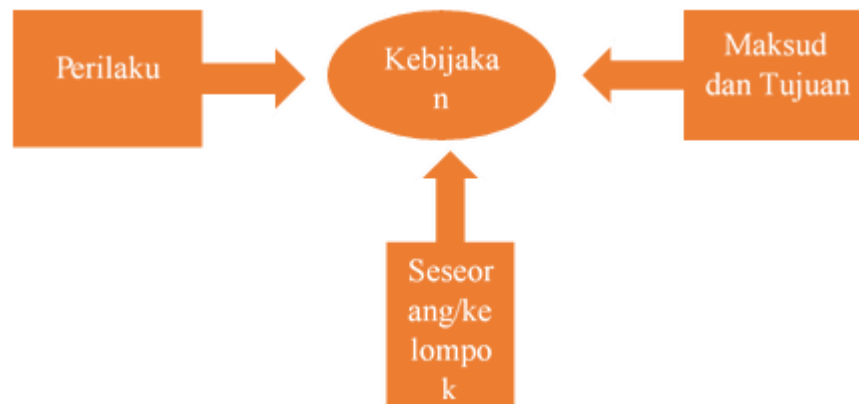 Perilaku
Kebijaka
n
Maksud
dan Tujuan
Seseor
ang/ke
lompo
k